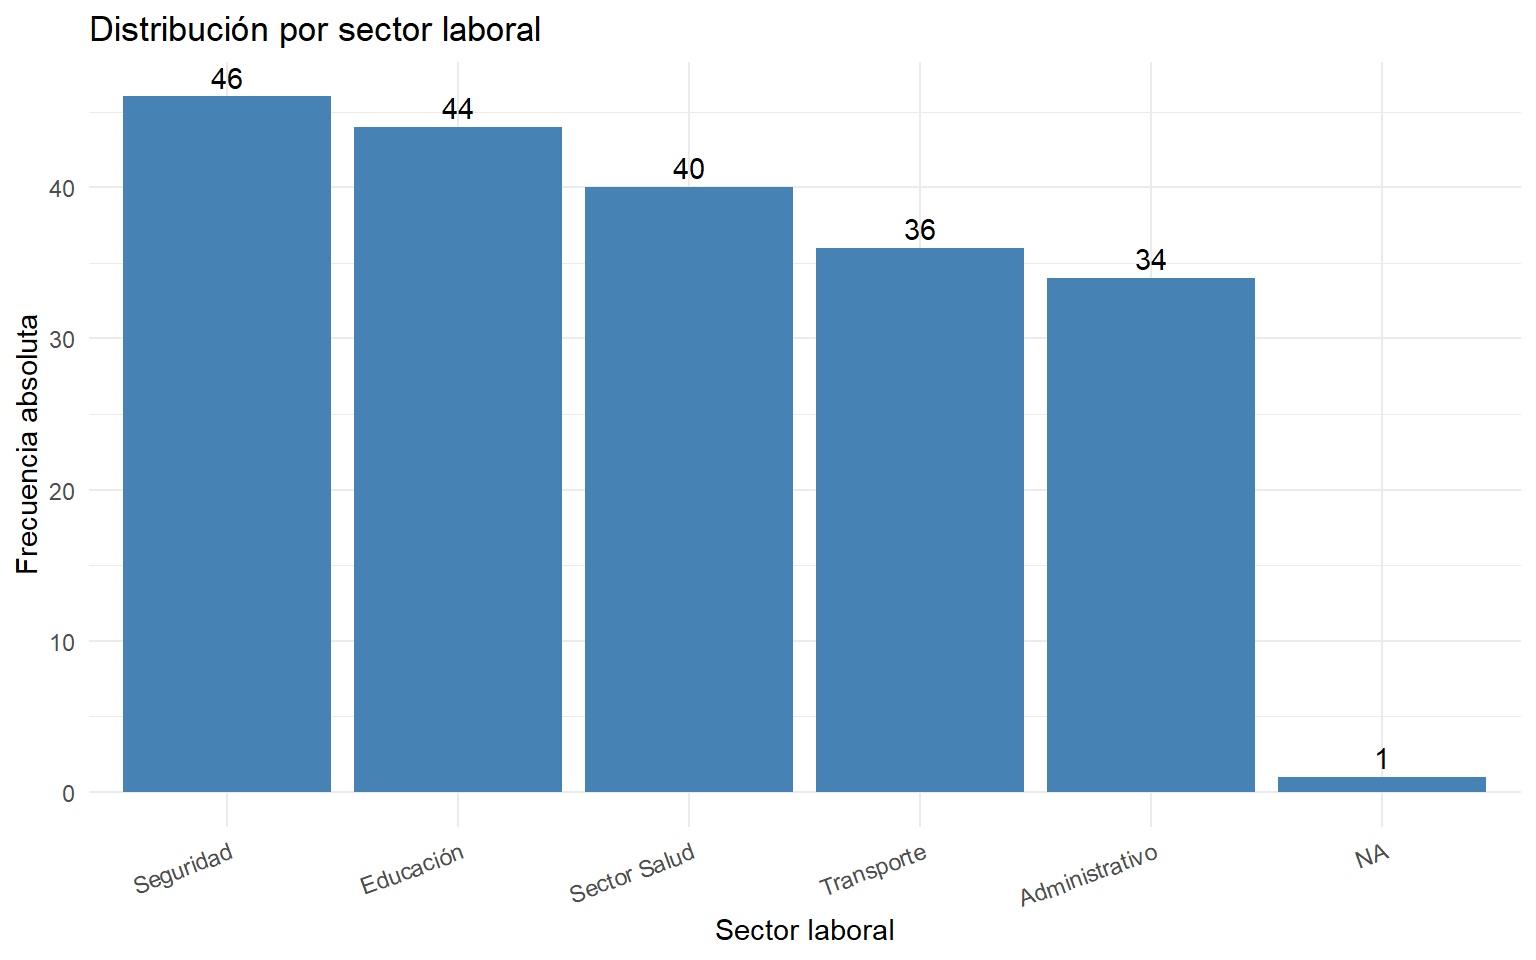 Distribución por sector laboral
46
44
40
36
34
1
40
30
20
10
0
Frecuencia absoluta
Seguridad
Educación
Sector Salud
Transporte
Administrativo
NA
Sector laboral